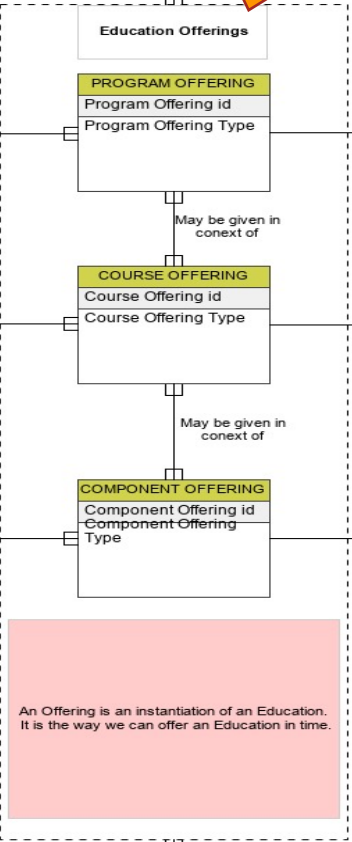 Education Offerings
PROGRAM OFFERING
Program Offering id
Program Offering Type
May be given in
conext of
COURSE OFFERING
Course Offering id
Course Offering Type
May be given in
conext of
COMPONENT OFFERING
Component Offering id
Component Offering
Type
An Offering is an instantiation of an Education.
It is the way we can offer an Education in time.